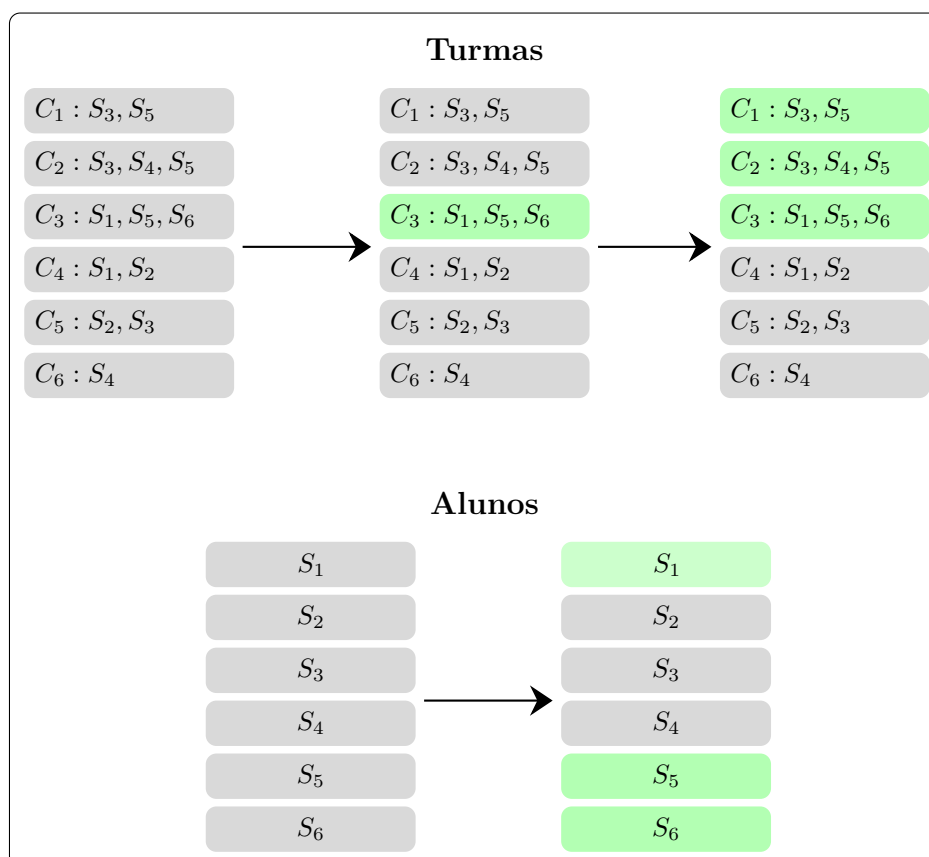 Turmas
C₁ : S₃, S₅ C₁ : S₃, S₅ C₁ : S₃, S₅
C₂ : S₃, S₄, S₅ C₂ : S₃, S₄, S₅ C₂ : S₃, S₄, S₅
C₃ : S₁, S₅, S₆ C₃ : S₁, S₅, S₆ C₃ : S₁, S₅, S₆
C₄ : S₁, S₂ C₄ : S₁, S₂ C₄ : S₁, S₂
C₅ : S₂, S₃ C₅ : S₂, S₃ C₅ : S₂, S₃
C₆ : S₄ C₆ : S₄ C₆ : S₄
Alunos
S₁ S₁
S₂ S₂
S₃ S₃
S₄ S₄
S₅ S₅
S₆ S₆